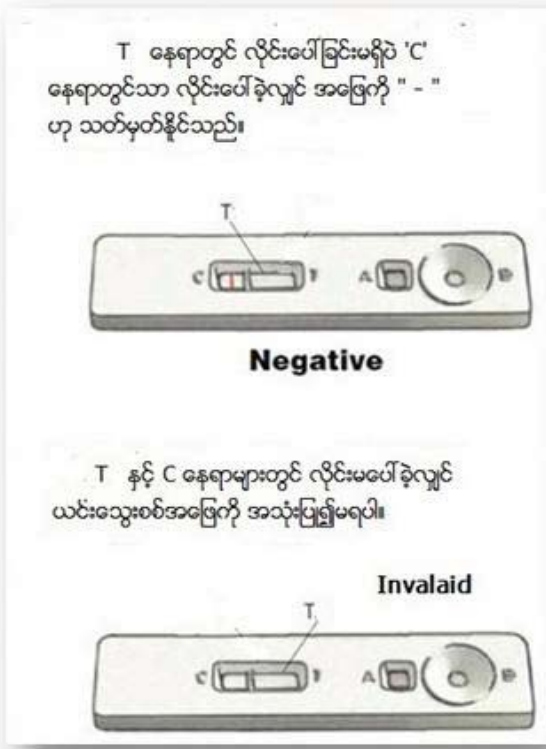 T နေရာတွင် လိုင်းပေါ်ခြင်းမရှိပဲ 'C'
နေရာတွင်သာ လိုင်းပေါ်ခဲ့လျှင် အဖြေကို " - "
ဟု သတ်မှတ်နိုင်သည်။
T
C T A B
Negative
T နှင့် C နေရာများတွင် လိုင်းမပေါ်ခဲ့လျှင်
ယင်းသွေးစစ်အဖြေကို အသုံးပြု၍မရပါ။
Invalaid
T
C T A B